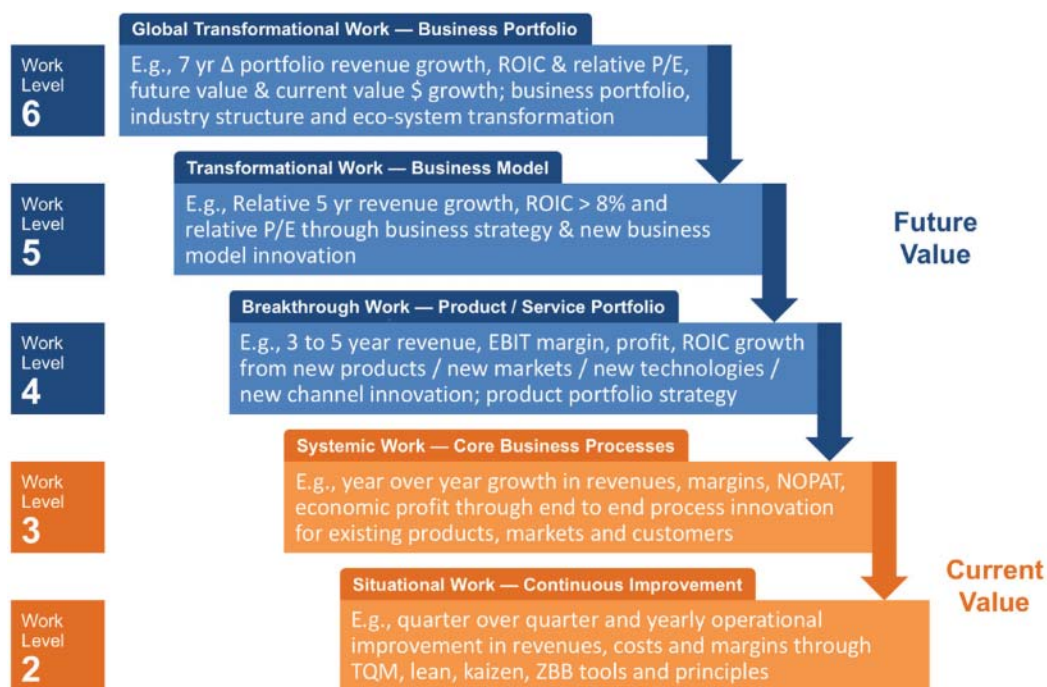 Global Transformational Work — Business Portfolio
Work
Level
6
E.g., 7 yr Δ portfolio revenue growth, ROIC & relative P/E,
future value & current value $ growth; business portfolio,
industry structure and eco-system transformation
Transformational Work — Business Model
Work
Level
5
E.g., Relative 5 yr revenue growth, ROIC > 8% and
relative P/E through business strategy & new business
model innovation
Future
Value
Breakthrough Work — Product / Service Portfolio
Work
Level
4
E.g., 3 to 5 year revenue, EBIT margin, profit, ROIC growth
from new products / new markets / new technologies /
new channel innovation; product portfolio strategy
Systemic Work — Core Business Processes
Work
Level
3
E.g., year over year growth in revenues, margins, NOPAT,
economic profit through end to end process innovation
for existing products, markets and customers
Current
Value
Situational Work — Continuous Improvement
Work
Level
2
E.g., quarter over quarter and yearly operational
improvement in revenues, costs and margins through
TQM, lean, kaizen, ZBB tools and principles